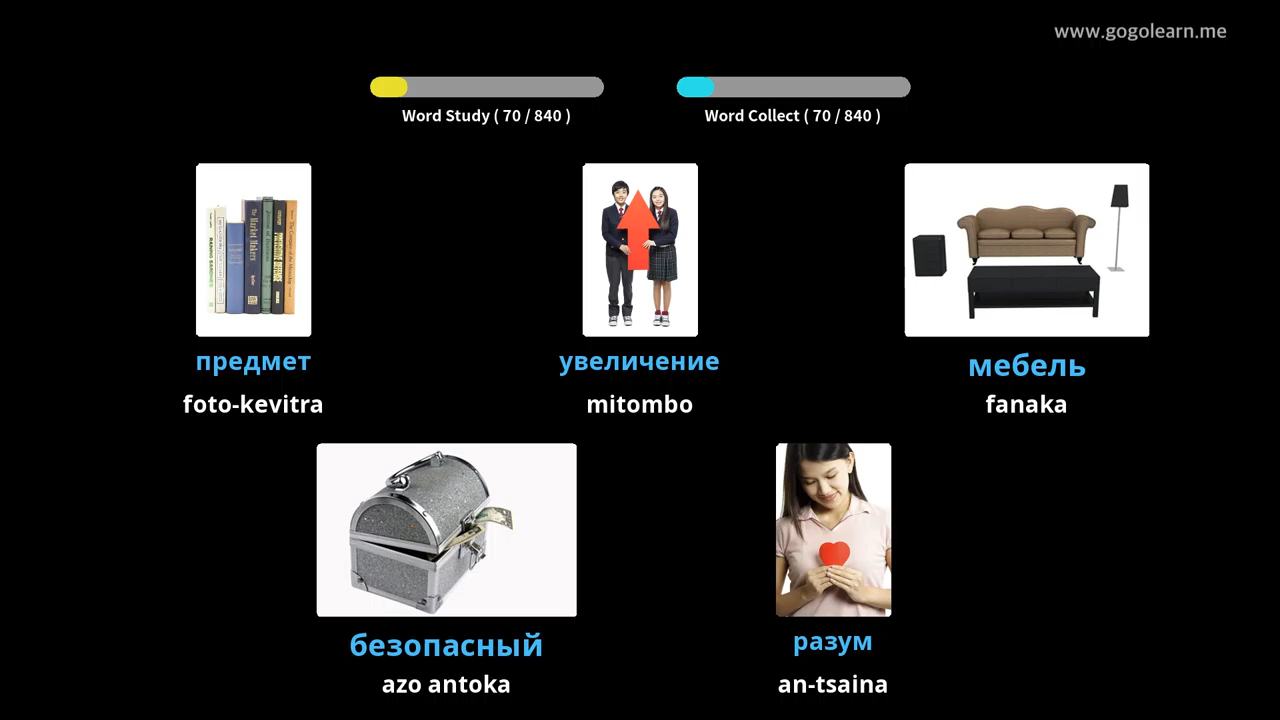 www.gogolearn.me
Word Study ( 70 / 840 )
Word Collect ( 70 / 840 )
предмет
foto-kevitra
увеличение
mitombo
мебель
fanaka
безопасный
azo antoka
разум
an-tsaina